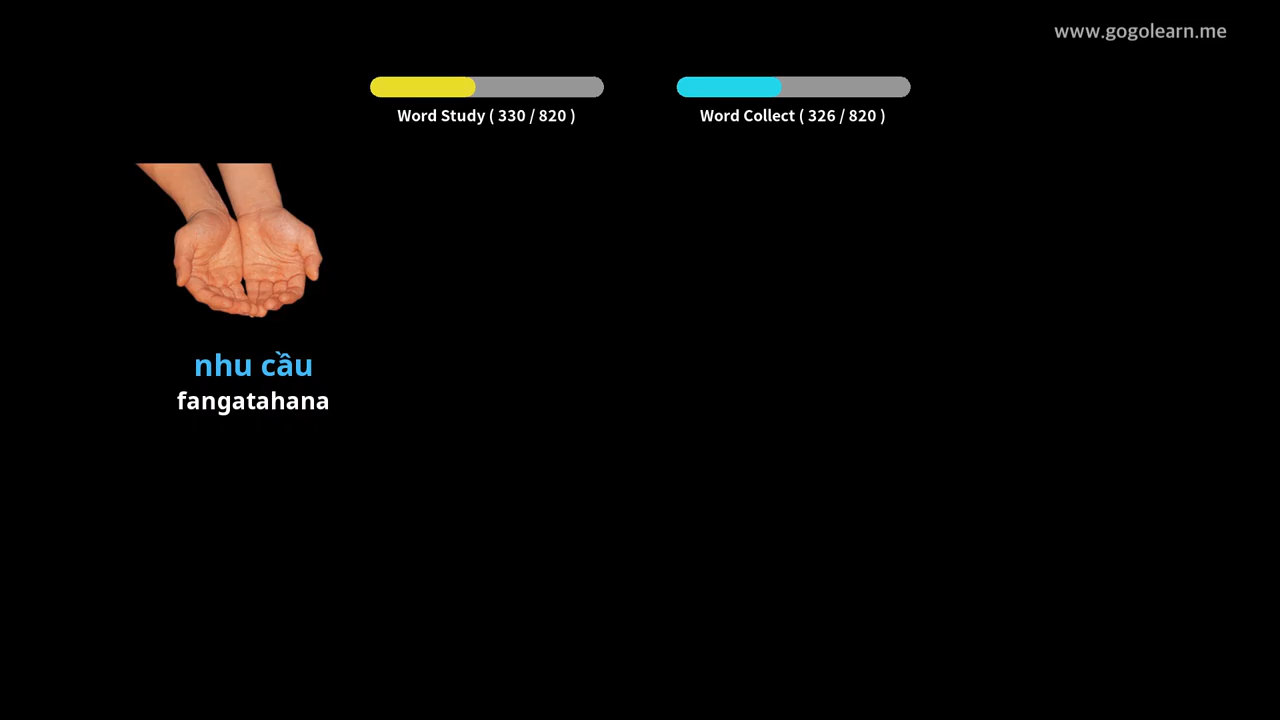 www.gogolearn.me
Word Study ( 330 / 820 )
Word Collect ( 326 / 820 )
nhu cầu
fangatahana